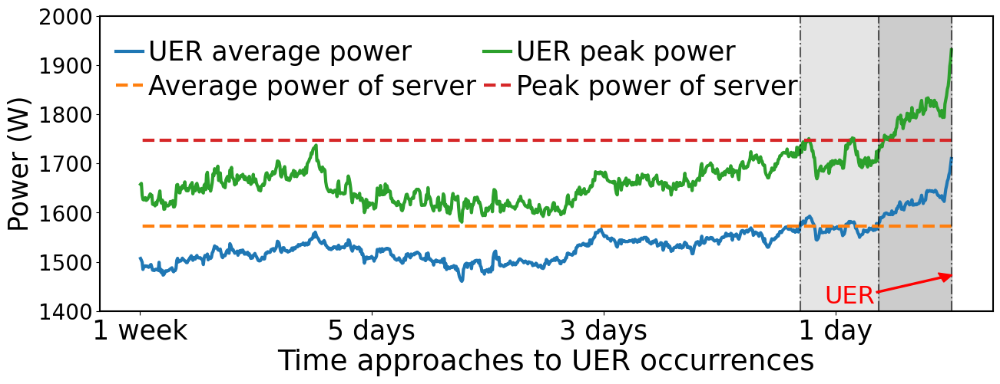 2000
1900
1800
1700
1600
1500
1400
Power (W)
UER average power
UER peak power
Average power of server
Peak power of server
UER
1 week
5 days
3 days
1 day
Time approaches to UER occurrences